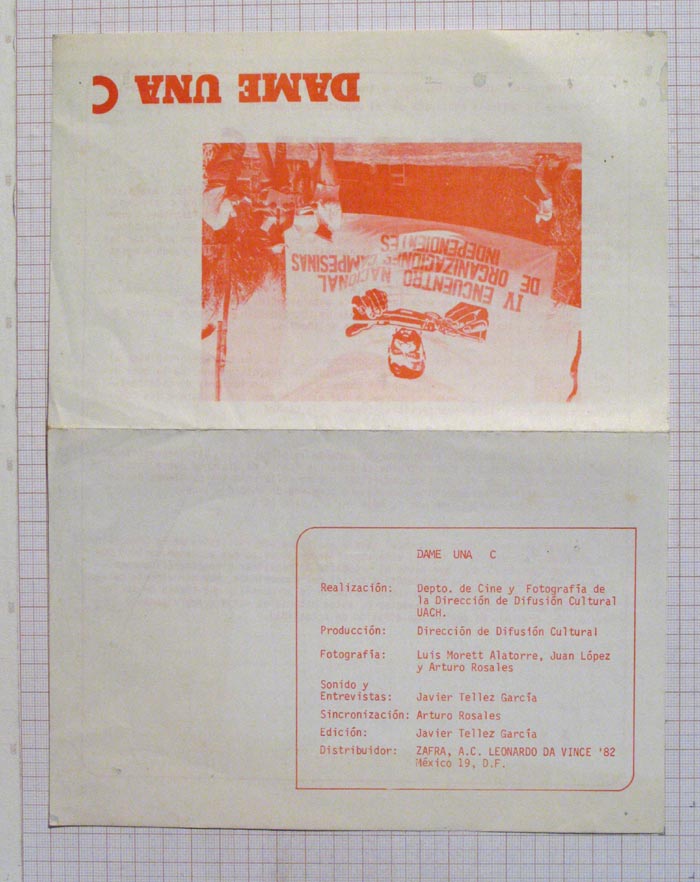 DAME UNA C
IV ENCUENTRO NACIONAL
DE ORGANIZACIONES CAMPESINAS
INDEPENDIENTES
DAME UNA C
Realización: Depto. de Cine y Fotografía de
la Dirección de Difusión Cultural
UACH.
Producción: Dirección de Difusión Cultural
Fotografía: Luis Morett Alatorre, Juan López
y Arturo Rosales
Sonido y
Entrevistas: Javier Tellez García
Sincronización: Arturo Rosales
Edición: Javier Tellez García
Distribuidor: ZAFRA, A.C. LEONARDO DA VINCE '82
México 19, D.F.